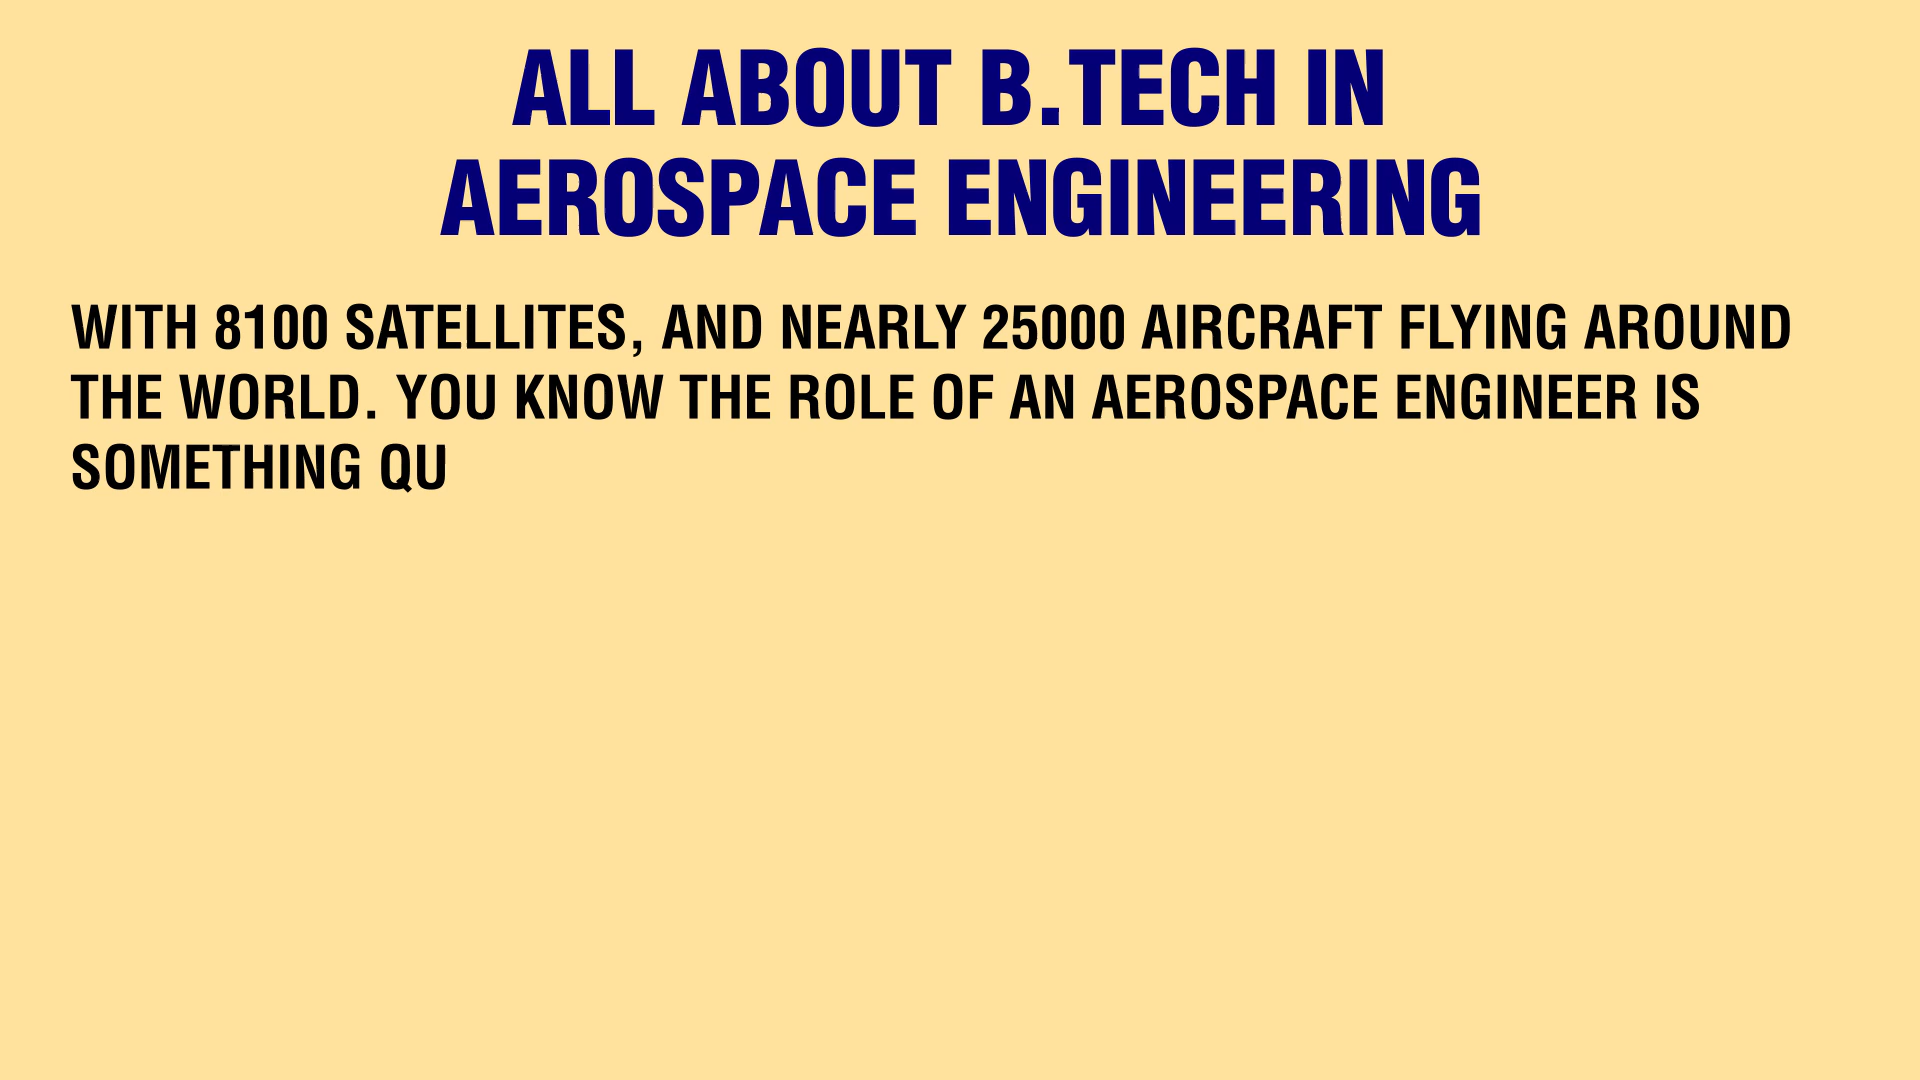 ALL ABOUT B.TECH IN
AEROSPACE ENGINEERING
WITH 8100 SATELLITES, AND NEARLY 25000 AIRCRAFT FLYING AROUND
THE WORLD. YOU KNOW THE ROLE OF AN AEROSPACE ENGINEER IS
SOMETHING QU